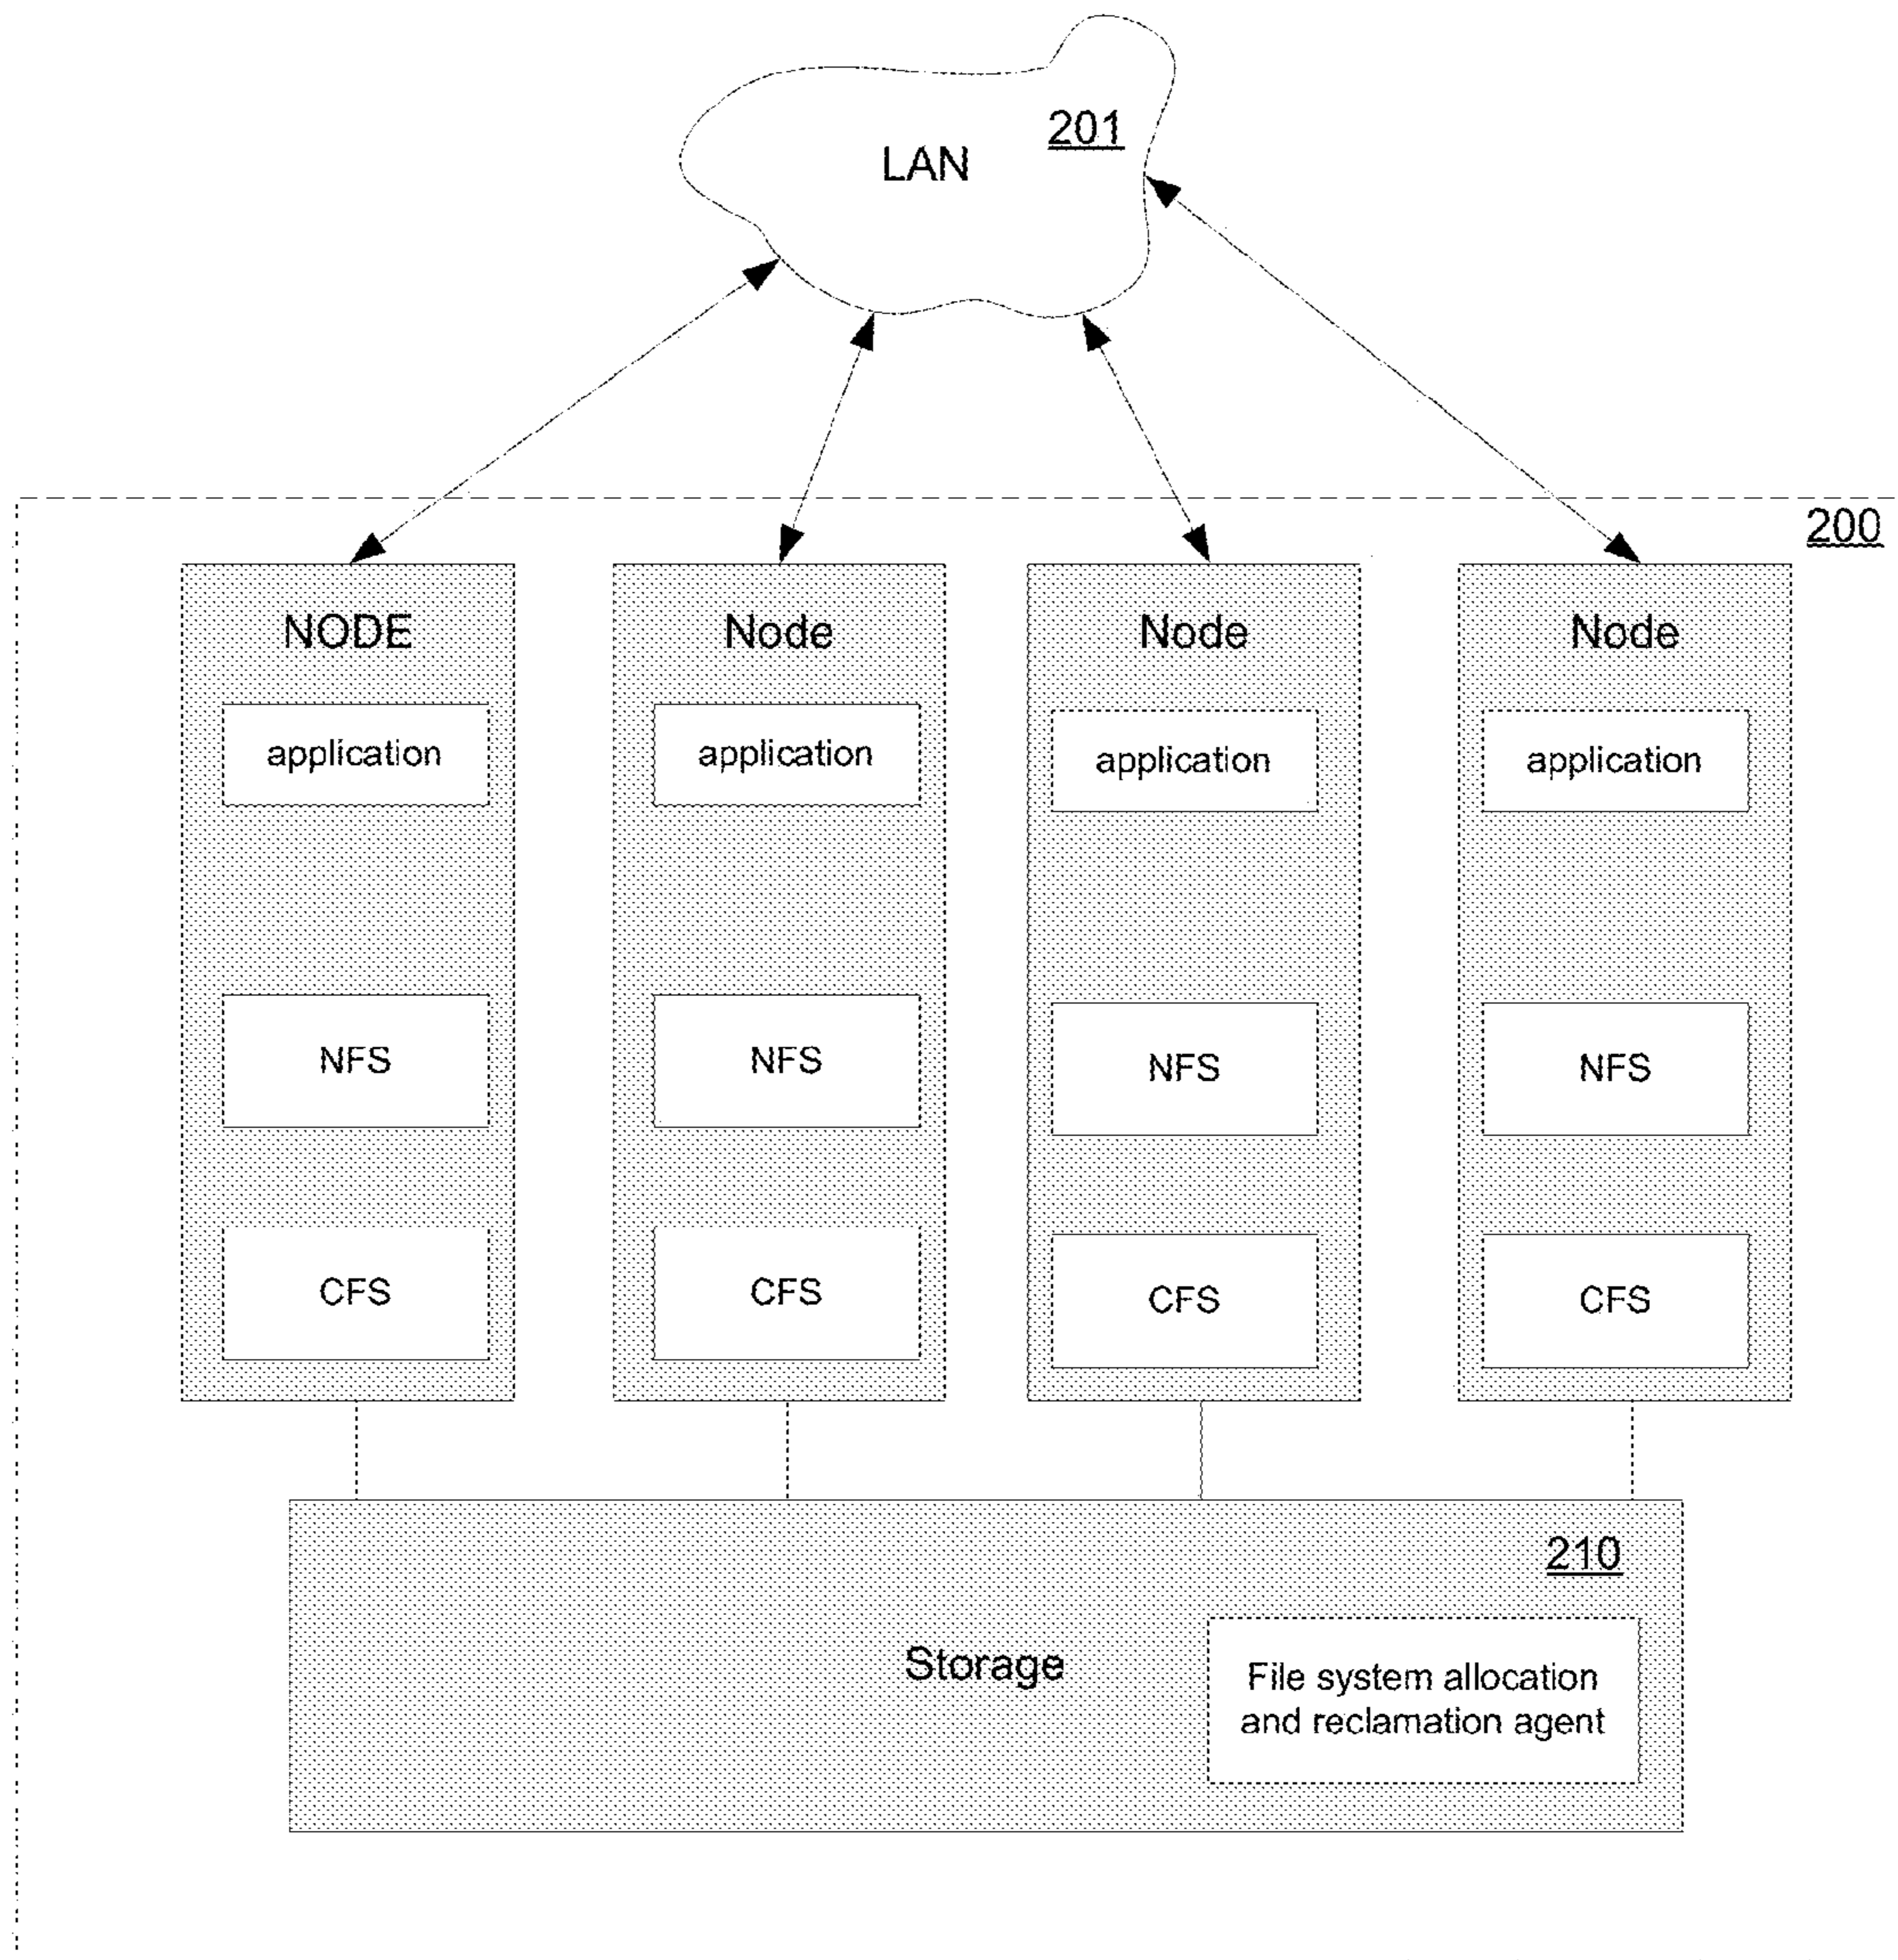 201
LAN
200
NODE
Node
Node
Node
application
application
application
application
NFS
NFS
NFS
NFS
CFS
CFS
CFS
CFS
210
Storage
File system allocation
and reclamation agent